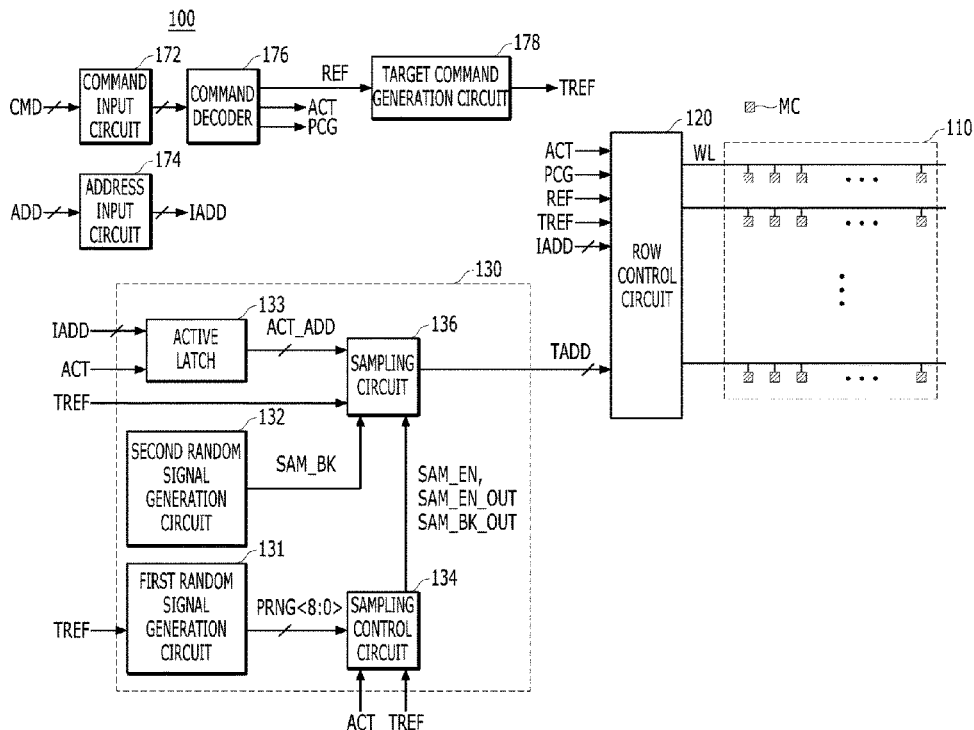 100
172
COMMAND
INPUT
CIRCUIT
CMD
176
COMMAND
DECODER
REF
ACT
PCG
178
TARGET COMMAND
GENERATION CIRCUIT
TREF
174
ADDRESS
INPUT
CIRCUIT
ADD
IADD
120
ACT
PCG
REF
TREF
IADD
ROW
CONTROL
CIRCUIT
WL
MC
110
130
133
IADD
ACT
ACTIVE
LATCH
ACT_ADD
136
SAMPLING
CIRCUIT
TADD
TREF
132
SECOND RANDOM
SIGNAL
GENERATION
CIRCUIT
SAM_BK
SAM_EN,
SAM_EN_OUT
SAM_BK_OUT
131
FIRST RANDOM
SIGNAL
GENERATION
CIRCUIT
TREF
PRNG<8:0>
134
SAMPLING
CONTROL
CIRCUIT
ACT TREF